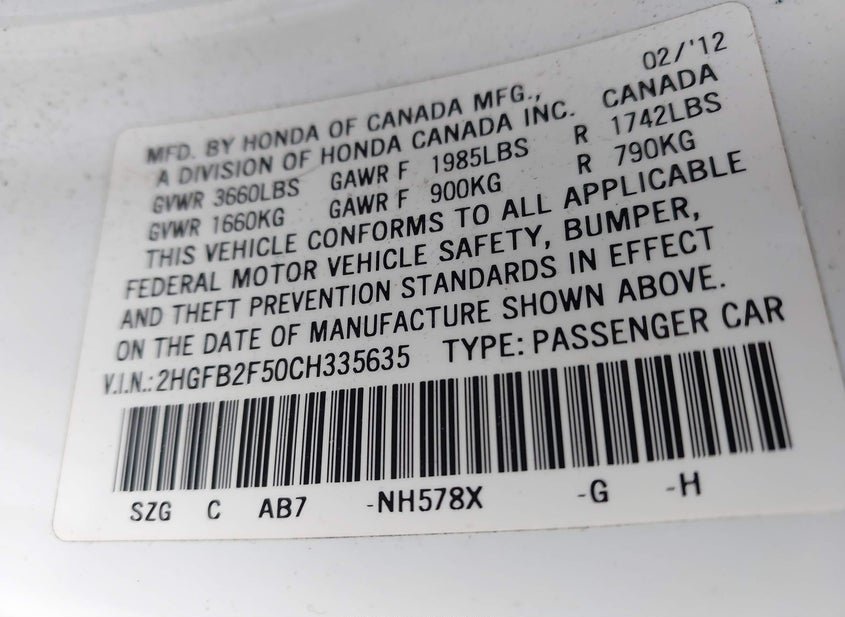 MFD. BY HONDA OF CANADA MFG., 02/'12
A DIVISION OF HONDA CANADA INC. CANADA
GVWR 3660LBS GAWR F 1985LBS R 1742LBS
GVWR 1660KG GAWR F 900KG R 790KG
THIS VEHICLE CONFORMS TO ALL APPLICABLE
FEDERAL MOTOR VEHICLE SAFETY, BUMPER,
AND THEFT PREVENTION STANDARDS IN EFFECT
ON THE DATE OF MANUFACTURE SHOWN ABOVE.
V.I.N.: 2HGFB2F50CH335635 TYPE: PASSENGER CAR
SZG C AB7 -NH578X -G -H